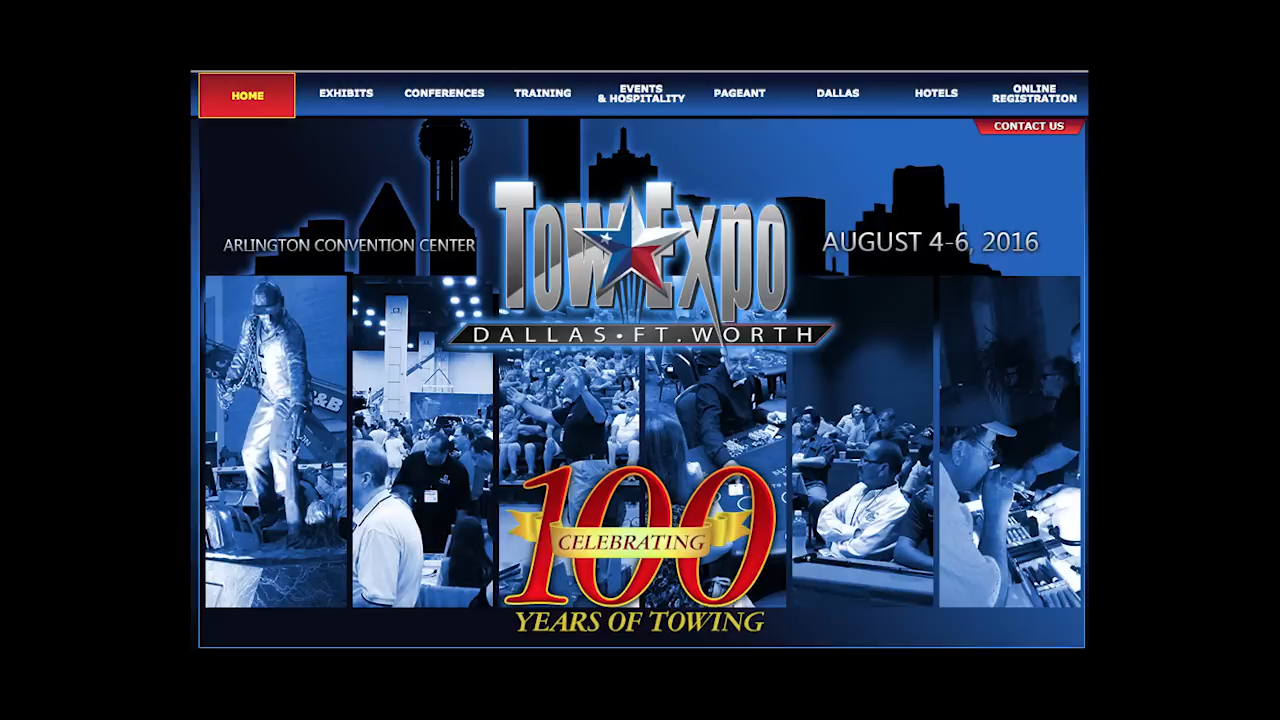 HOME
EXHIBITS
CONFERENCES
TRAINING
EVENTS
& HOSPITALITY
PAGEANT
DALLAS
HOTELS
ONLINE
REGISTRATION
CONTACT US
ARLINGTON CONVENTION CENTER
TowExpo
DALLAS•FT.WORTH
AUGUST 4-6, 2016
100
CELEBRATING
YEARS OF TOWING